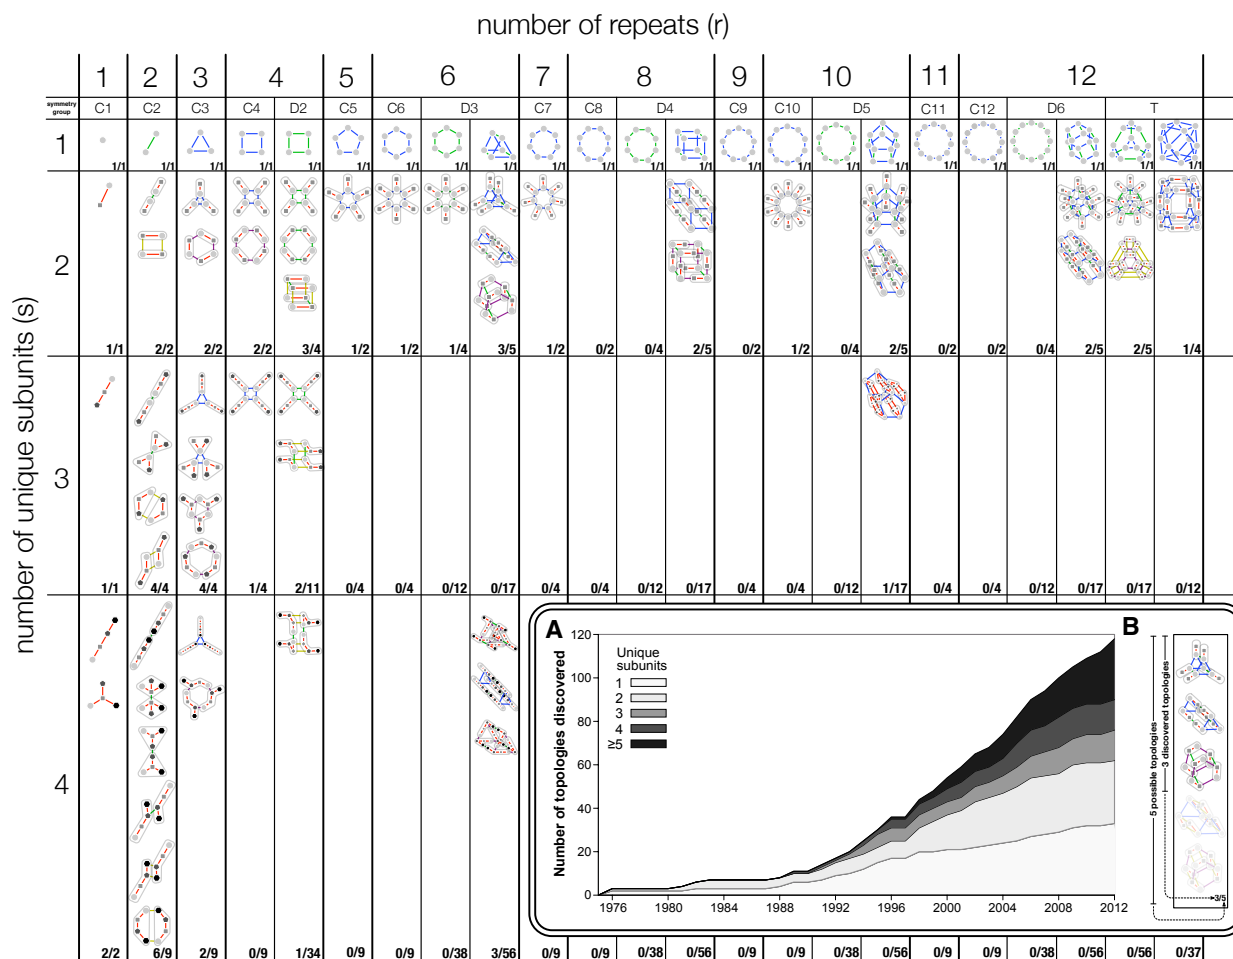 number of repeats (r)
1 2 3 4 5 6 7 8 9 10 11 12
symmetry group C1 C2 C3 C4 D2 C5 C6 D3 C7 C8 D4 C9 C10 D5 C11 C12 D6 T
number of unique subunits (s)
1
1/1 1/1 1/1 1/1 1/1 1/1 1/1 1/1 1/1 1/1 1/1 1/1 1/1 1/1 1/1 1/1 1/1 1/1 1/1 1/1 1/1 1/1 1/1
2
1/1 2/2 2/2 2/2 3/4 1/2 1/2 1/4 3/5 1/2 0/2 0/4 2/5 0/2 1/2 0/4 2/5 0/2 0/2 0/4 2/5 2/5 1/4
3
1/1 4/4 4/4 1/4 2/11 0/4 0/4 0/12 0/17 0/4 0/4 0/12 0/17 0/4 0/4 0/12 1/17 0/4 0/4 0/12 0/17 0/17 0/12
4
2/2 6/9 2/9 0/9 1/34 0/9 0/9 0/38 3/56 0/9 0/9 0/38 0/56 0/9 0/9 0/38 0/56 0/9 0/9 0/38 0/56 0/56 0/37
A
Number of topologies discovered
120
100
80
60
40
20
0
1976 1980 1984 1988 1992 1996 2000 2004 2008 2012
Unique
subunits
1
2
3
4
≥5
B
5 possible topologies
3 discovered topologies
3/5